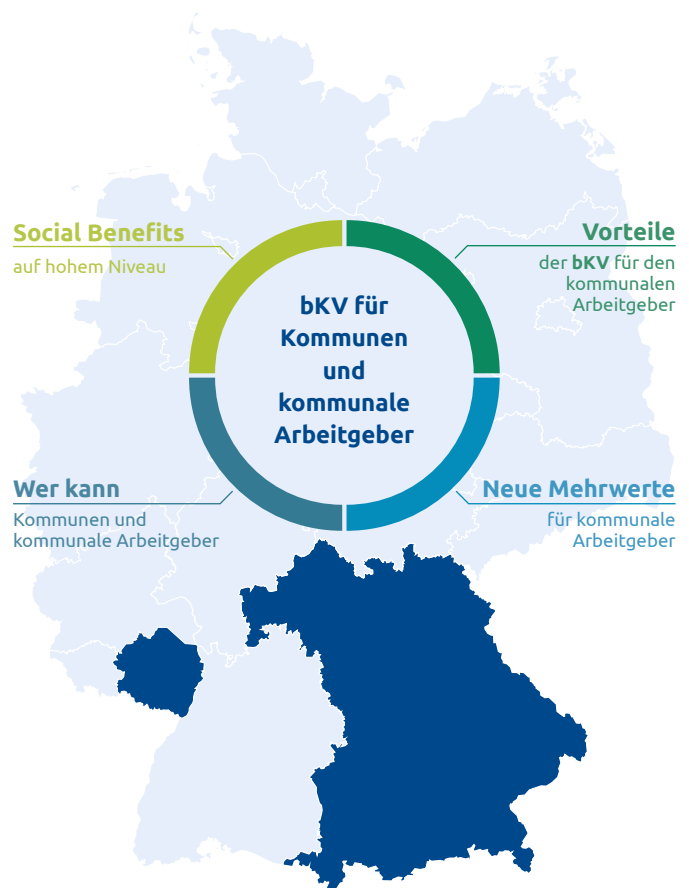 Social Benefits
auf hohem Niveau
Vorteile
der bKV für den
kommunalen
Arbeitgeber
bKV für
Kommunen
und
kommunale
Arbeitgeber
Wer kann
Kommunen und
kommunale Arbeitgeber
Neue Mehrwerte
für kommunale
Arbeitgeber